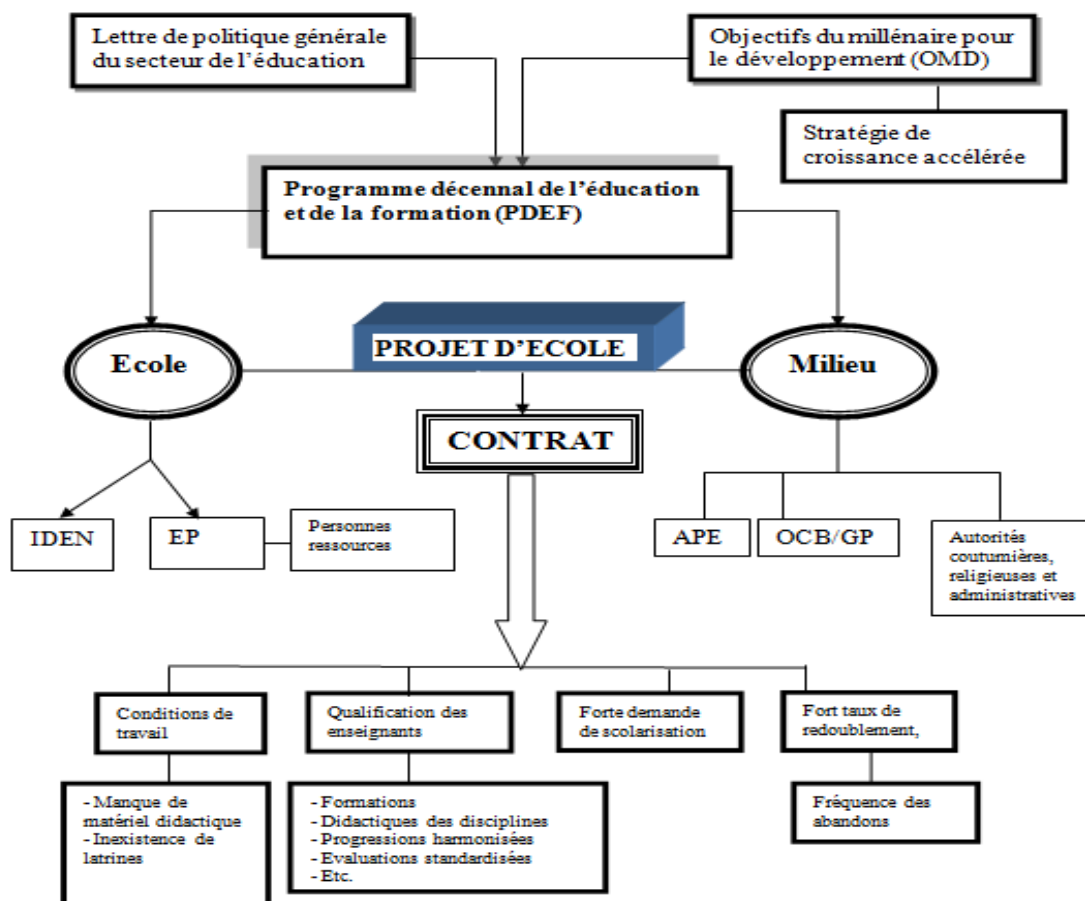 Lettre de politique générale
du secteur de l'éducation
Objectifs du millénaire pour
le développement (OMD)
Stratégie de
croissance accélérée
Programme décennal de l'éducation
et de la formation (PDEF)
PROJET D'ECOLE
Ecole
Milieu
CONTRAT
IDEN
EP
Personnes
ressources
APE
OCB/GP
Autorités
coutumières,
religieuses et
administratives
Conditions de
travail
Qualification des
enseignants
Forte demande
de scolarisation
Fort taux de
redoublement,
- Manque de
matériel didactique
- Inexistence de
latrines
- Formations
- Didactiques des disciplines
- Progressions harmonisées
- Evaluations standardisées
- Etc.
Fréquence des
abandons